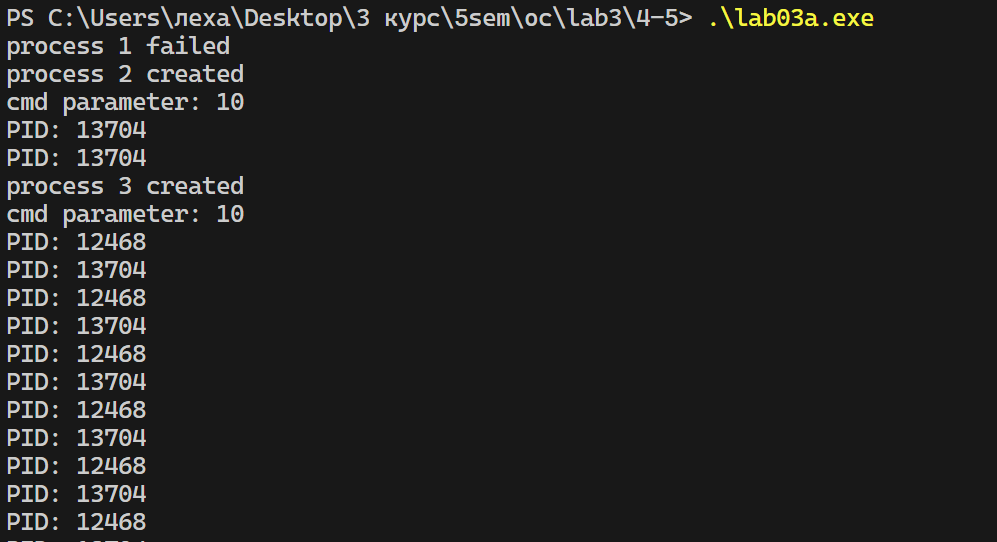 PS C:\Users\леха\Desktop\3 курс\5sem\ос\lab3\4-5> .\lab03a.exe
process 1 failed
process 2 created
cmd parameter: 10
PID: 13704
PID: 13704
process 3 created
cmd parameter: 10
PID: 12468
PID: 13704
PID: 12468
PID: 13704
PID: 12468
PID: 13704
PID: 12468
PID: 13704
PID: 12468
PID: 13704
PID: 12468